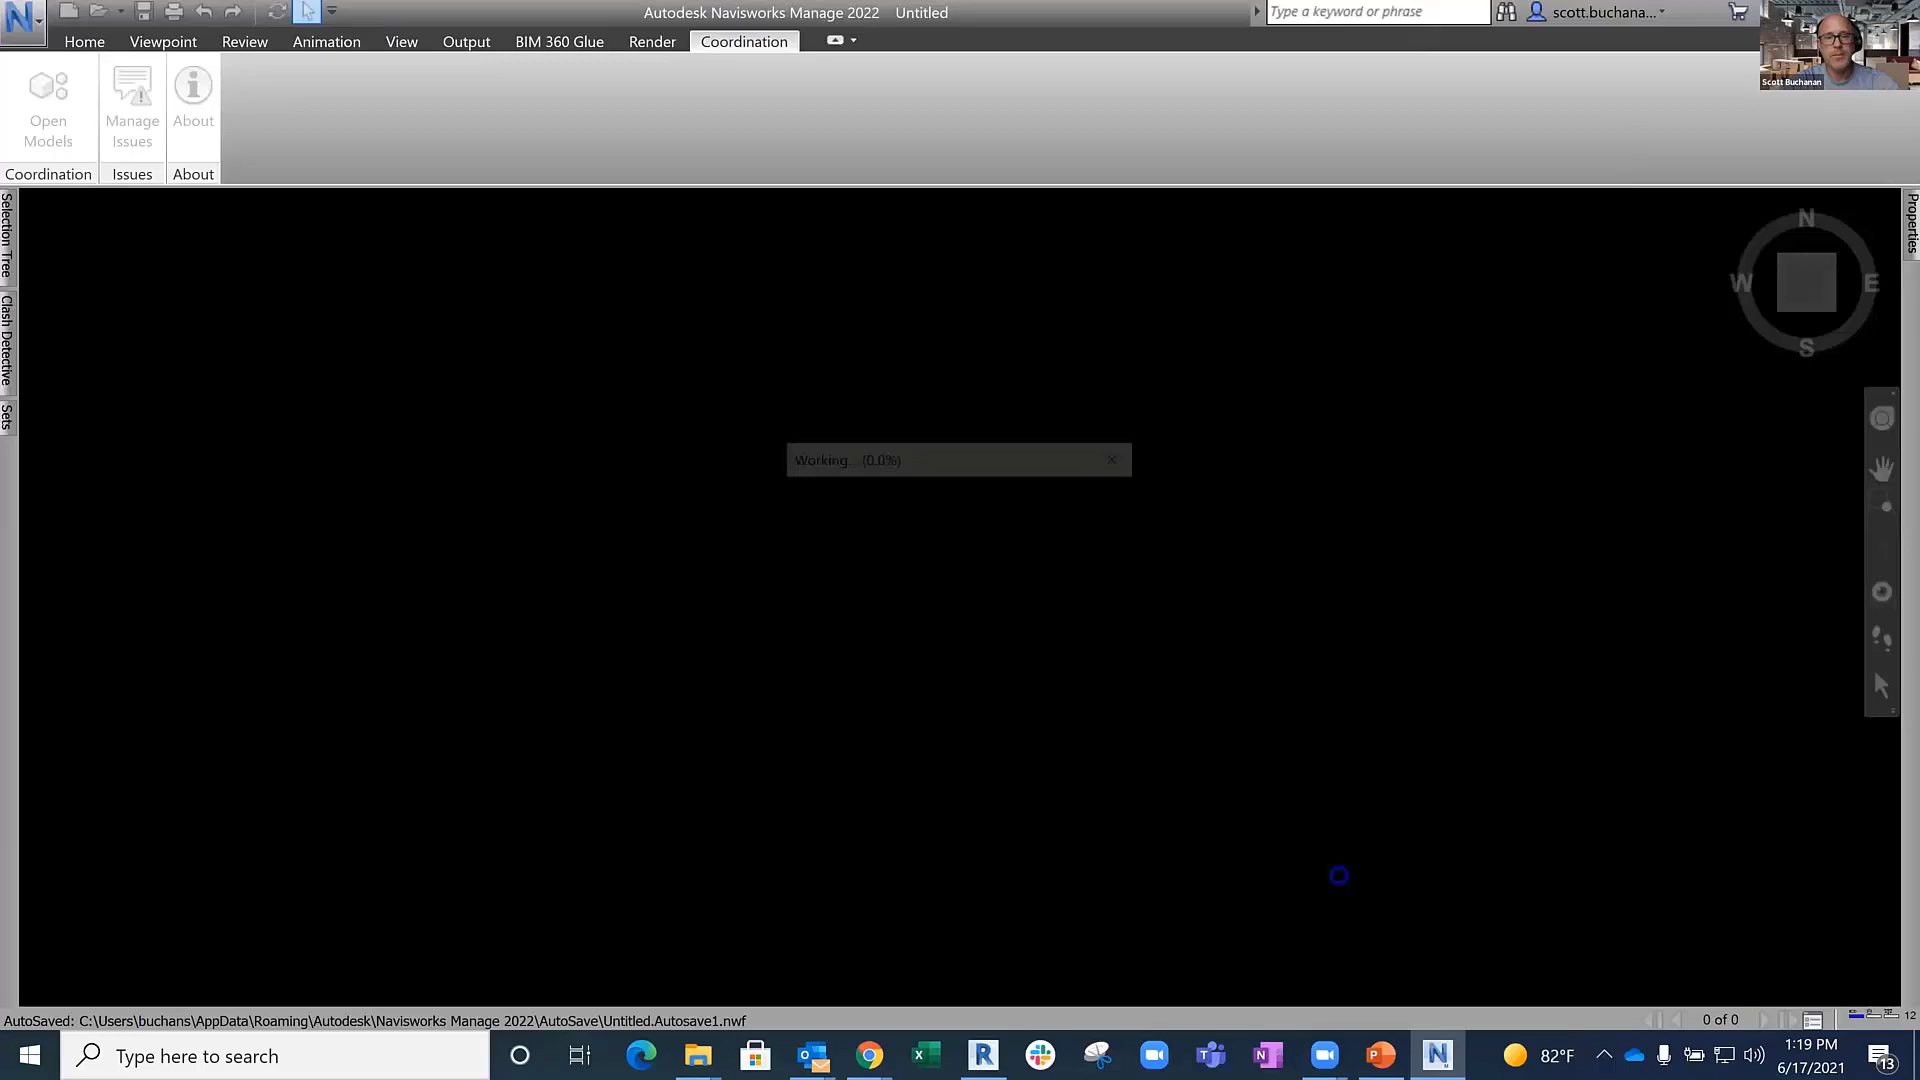 Autodesk Navisworks Manage 2022 Untitled
Type a keyword or phrase
scott.buchana...
Home Viewpoint Review Animation View Output BIM 360 Glue Render Coordination
Scott Buchanan
Open Models
Manage Issues
About
Coordination Issues About
Selection Tree
Clash Detective
Sets
Properties
N
W
E
S
Working... (0.0%)
AutoSaved: C:\Users\buchans\AppData\Roaming\Autodesk\Navisworks Manage 2022\AutoSave\Untitled.Autosave1.nwf
0 of 0
12
Type here to search
82°F
1:19 PM
6/17/2021
13